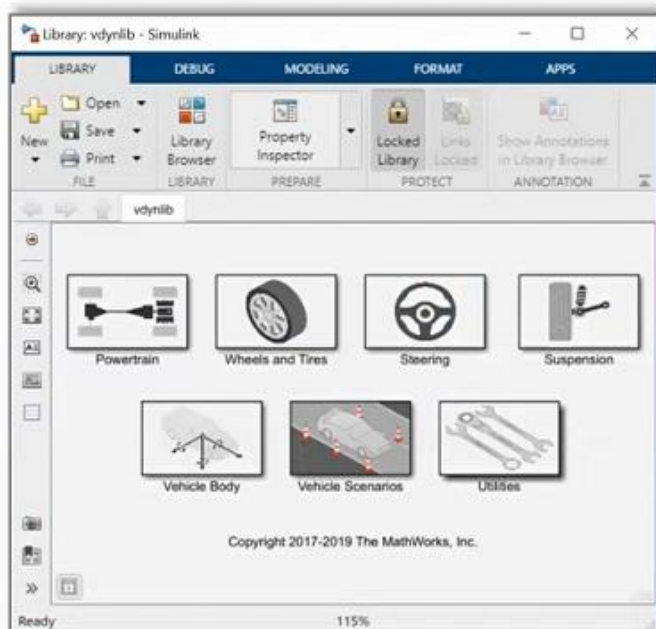 Library: vdynlib - Simulink
LIBRARY DEBUG MODELING FORMAT APPS
New
Open
Save
Print
FILE
Library Browser
LIBRARY
Property Inspector
PREPARE
Locked Library
Links Locked
PROTECT
Show Annotations in Library Browser
ANNOTATION
vdynlib
Powertrain Wheels and Tires Steering Suspension
Vehicle Body Vehicle Scenarios Utilities
Copyright 2017-2019 The MathWorks, Inc.
Ready 115%